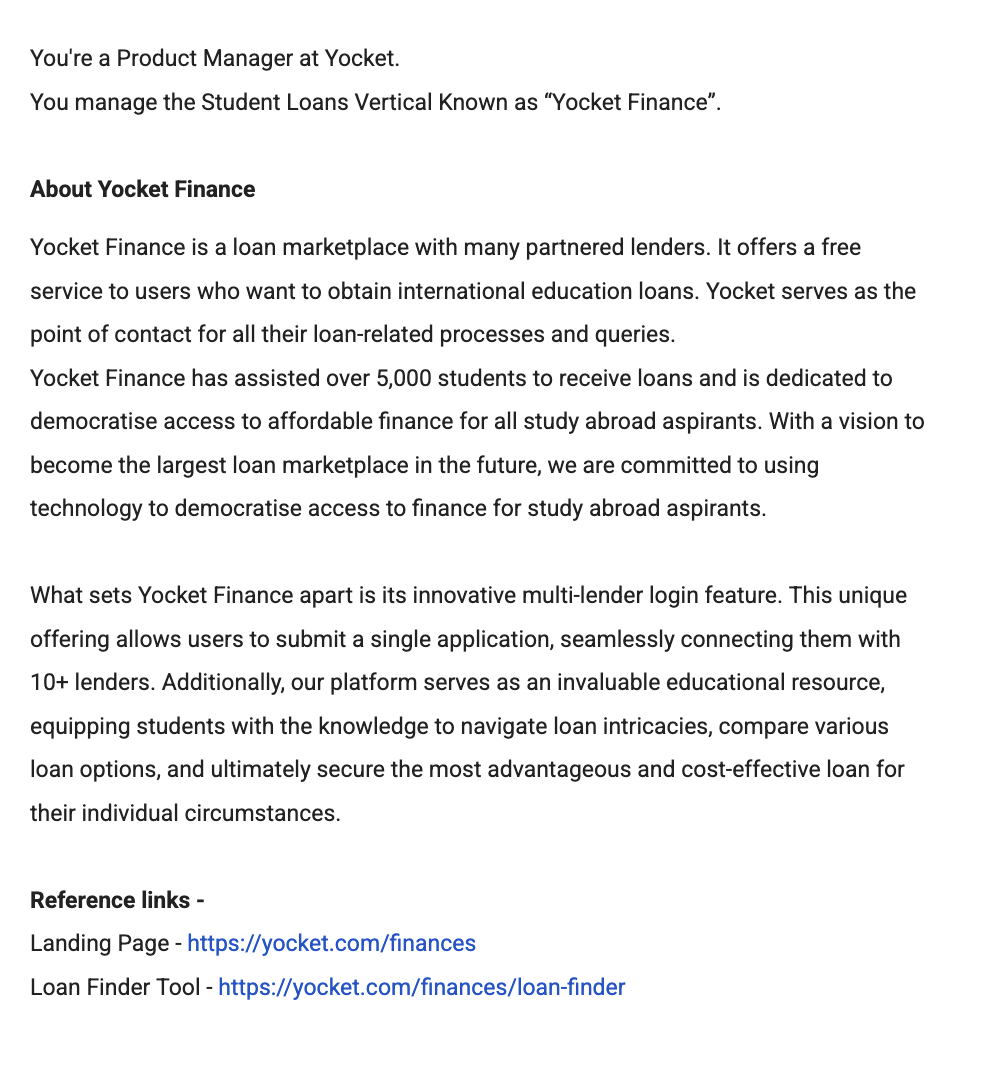 You're a Product Manager at Yocket.
You manage the Student Loans Vertical Known as “Yocket Finance”.
About Yocket Finance
Yocket Finance is a loan marketplace with many partnered lenders. It offers a free
service to users who want to obtain international education loans. Yocket serves as the
point of contact for all their loan-related processes and queries.
Yocket Finance has assisted over 5,000 students to receive loans and is dedicated to
democratise access to affordable finance for all study abroad aspirants. With a vision to
become the largest loan marketplace in the future, we are committed to using
technology to democratise access to finance for study abroad aspirants.
What sets Yocket Finance apart is its innovative multi-lender login feature. This unique
offering allows users to submit a single application, seamlessly connecting them with
10+ lenders. Additionally, our platform serves as an invaluable educational resource,
equipping students with the knowledge to navigate loan intricacies, compare various
loan options, and ultimately secure the most advantageous and cost-effective loan for
their individual circumstances.
Reference links -
Landing Page - https://yocket.com/finances
Loan Finder Tool - https://yocket.com/finances/loan-finder